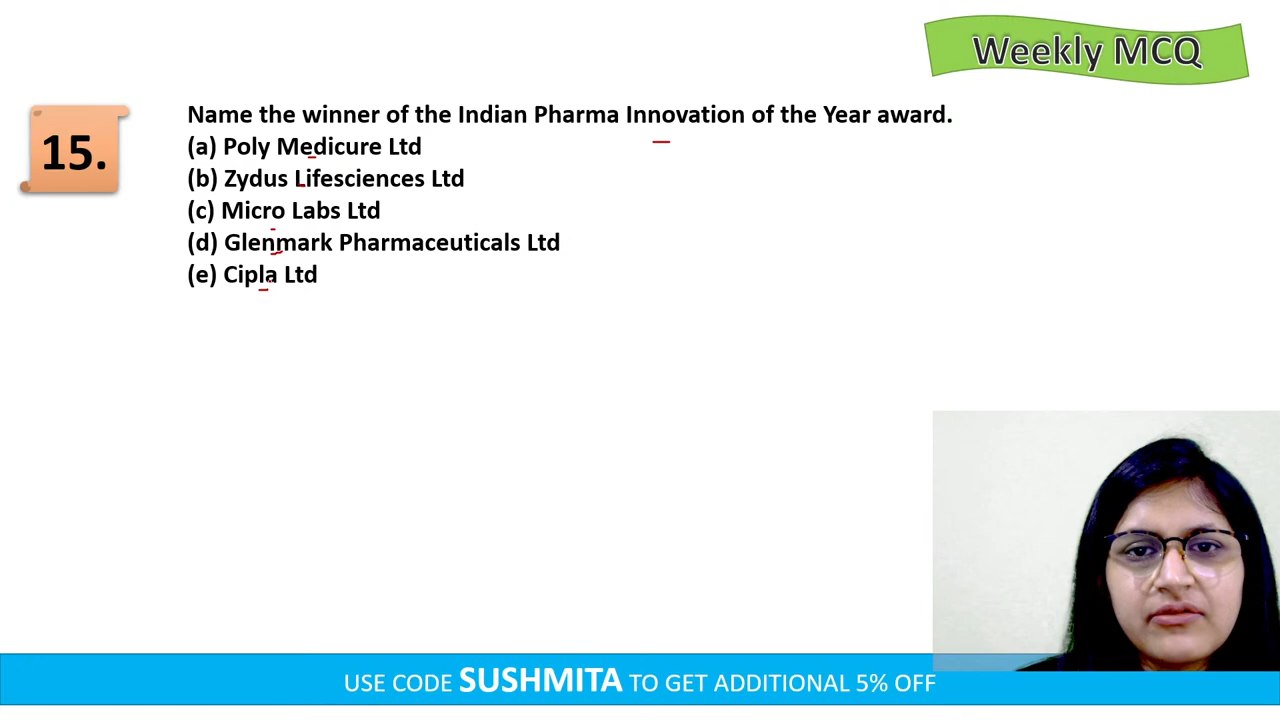 Weekly MCQ
15.
Name the winner of the Indian Pharma Innovation of the Year award.
(a) Poly Medicure Ltd
(b) Zydus Lifesciences Ltd
(c) Micro Labs Ltd
(d) Glenmark Pharmaceuticals Ltd
(e) Cipla Ltd
USE CODE SUSHMITA TO GET ADDITIONAL 5% OFF